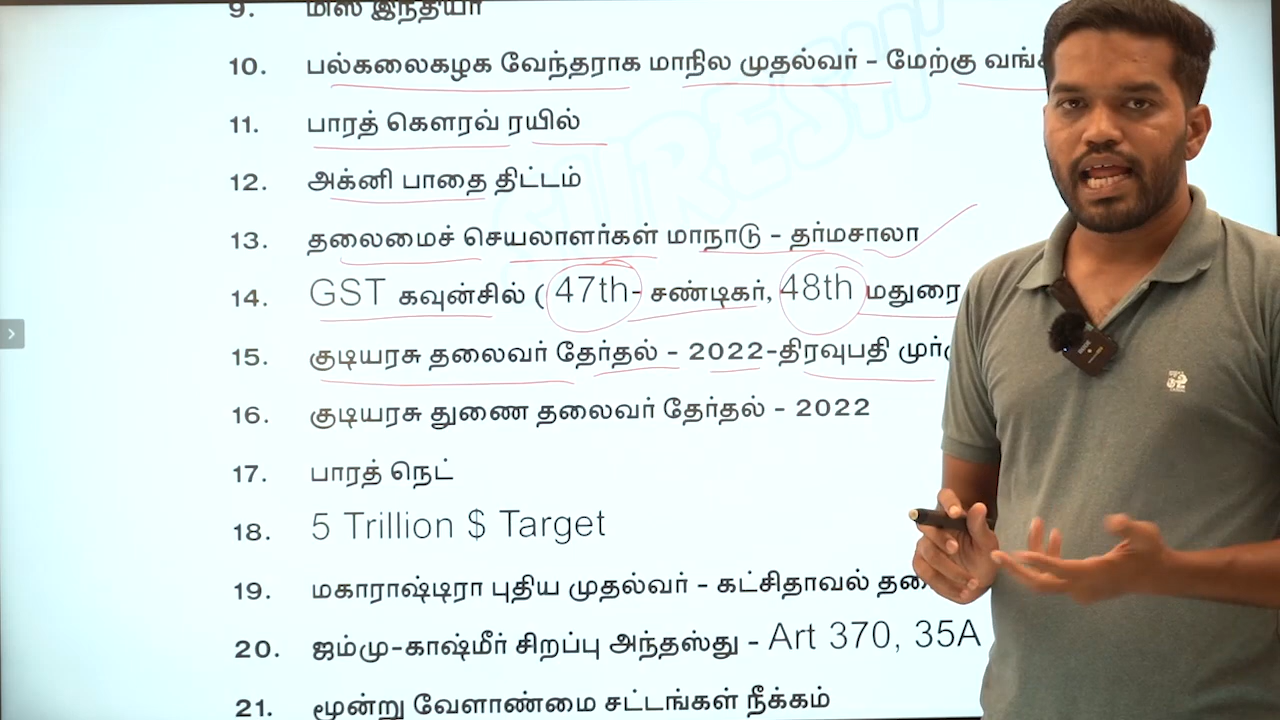 9. மிஸ் இந்தியா
10. பல்கலைகழக வேந்தராக மாநில முதல்வர் - மேற்கு
11. பாரத் கௌரவ் ரயில்
12. அக்னி பாதை திட்டம்
13. தலைமைச் செயலாளர்கள் மாநாடு - தர்மசாலா
14. GST கவுன்சில் ( 47th- சண்டிகர், 48th மதுரை
15. குடியரசு தலைவர் தேர்தல் - 2022-திரவுபதி
16. குடியரசு துணை தலைவர் தேர்தல் - 2022
17. பாரத் நெட்
18. 5 Trillion $ Target
19. மகாராஷ்டிரா புதிய முதல்வர் - கட்சிதாவல்
20. ஜம்மு-காஷ்மீர் சிறப்பு அந்தஸ்து - Art 370, 35A
21. மூன்று வேளாண்மை சட்டங்கள் நீக்கம்
SURESH'